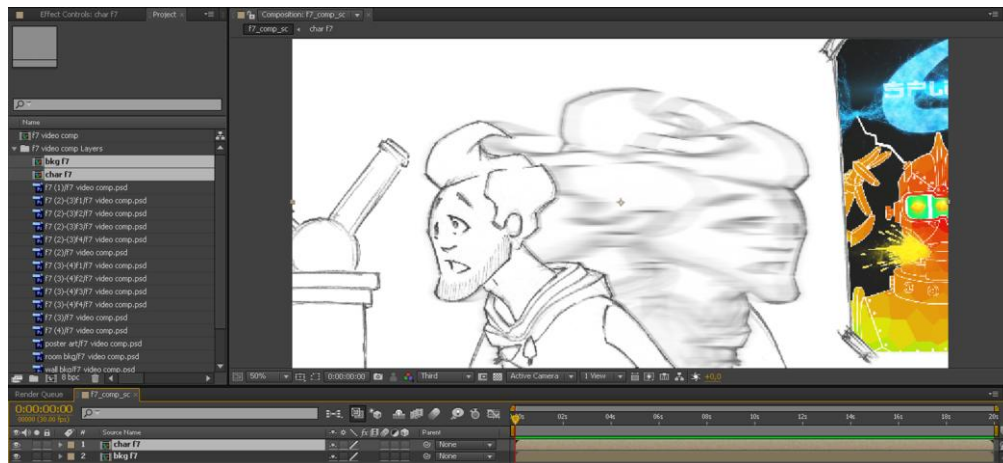 Effect Controls: char f7
Project
Composition: f7_comp_sc
f7_comp_sc
char f7
Name
f7 video comp
f7 video comp Layers
bkg f7
char f7
f7 (1)/f7 video comp.psd
f7 (2)-(3)f1/f7 video comp.psd
f7 (2)-(3)f2/f7 video comp.psd
f7 (2)-(3)f3/f7 video comp.psd
f7 (2)-(3)f4/f7 video comp.psd
f7 (2)/f7 video comp.psd
f7 (3)-(4)f1/f7 video comp.psd
f7 (3)-(4)f2/f7 video comp.psd
f7 (3)-(4)f4/f7 video comp.psd
f7 (3)/f7 video comp.psd
f7 (4)/f7 video comp.psd
poster art/f7 video comp.psd
room bkg/f7 video comp.psd
wall bkg/f7 video comp.psd
8 bpc
50%
0:00:00:00
Third
Active Camera
1 View
+0,0
Render Queue
f7_comp_sc
0:00:00:00
00000 (30.00 fps)
02s 04s 06s 08s 10s 12s 14s 16s 18s 20s
# Source Name
Parent
1 char f7
None
2 bkg f7
None